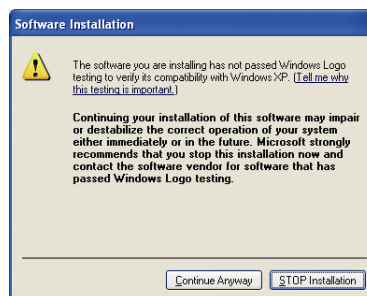 Software Installation
The software you are installing has not passed Windows Logo
testing to verify its compatibility with Windows XP. (Tell me why
this testing is important.)
Continuing your installation of this software may impair
or destabilize the correct operation of your system
either immediately or in the future. Microsoft strongly
recommends that you stop this installation now and
contact the software vendor for software that has
passed Windows Logo testing.
Continue Anyway
STOP Installation